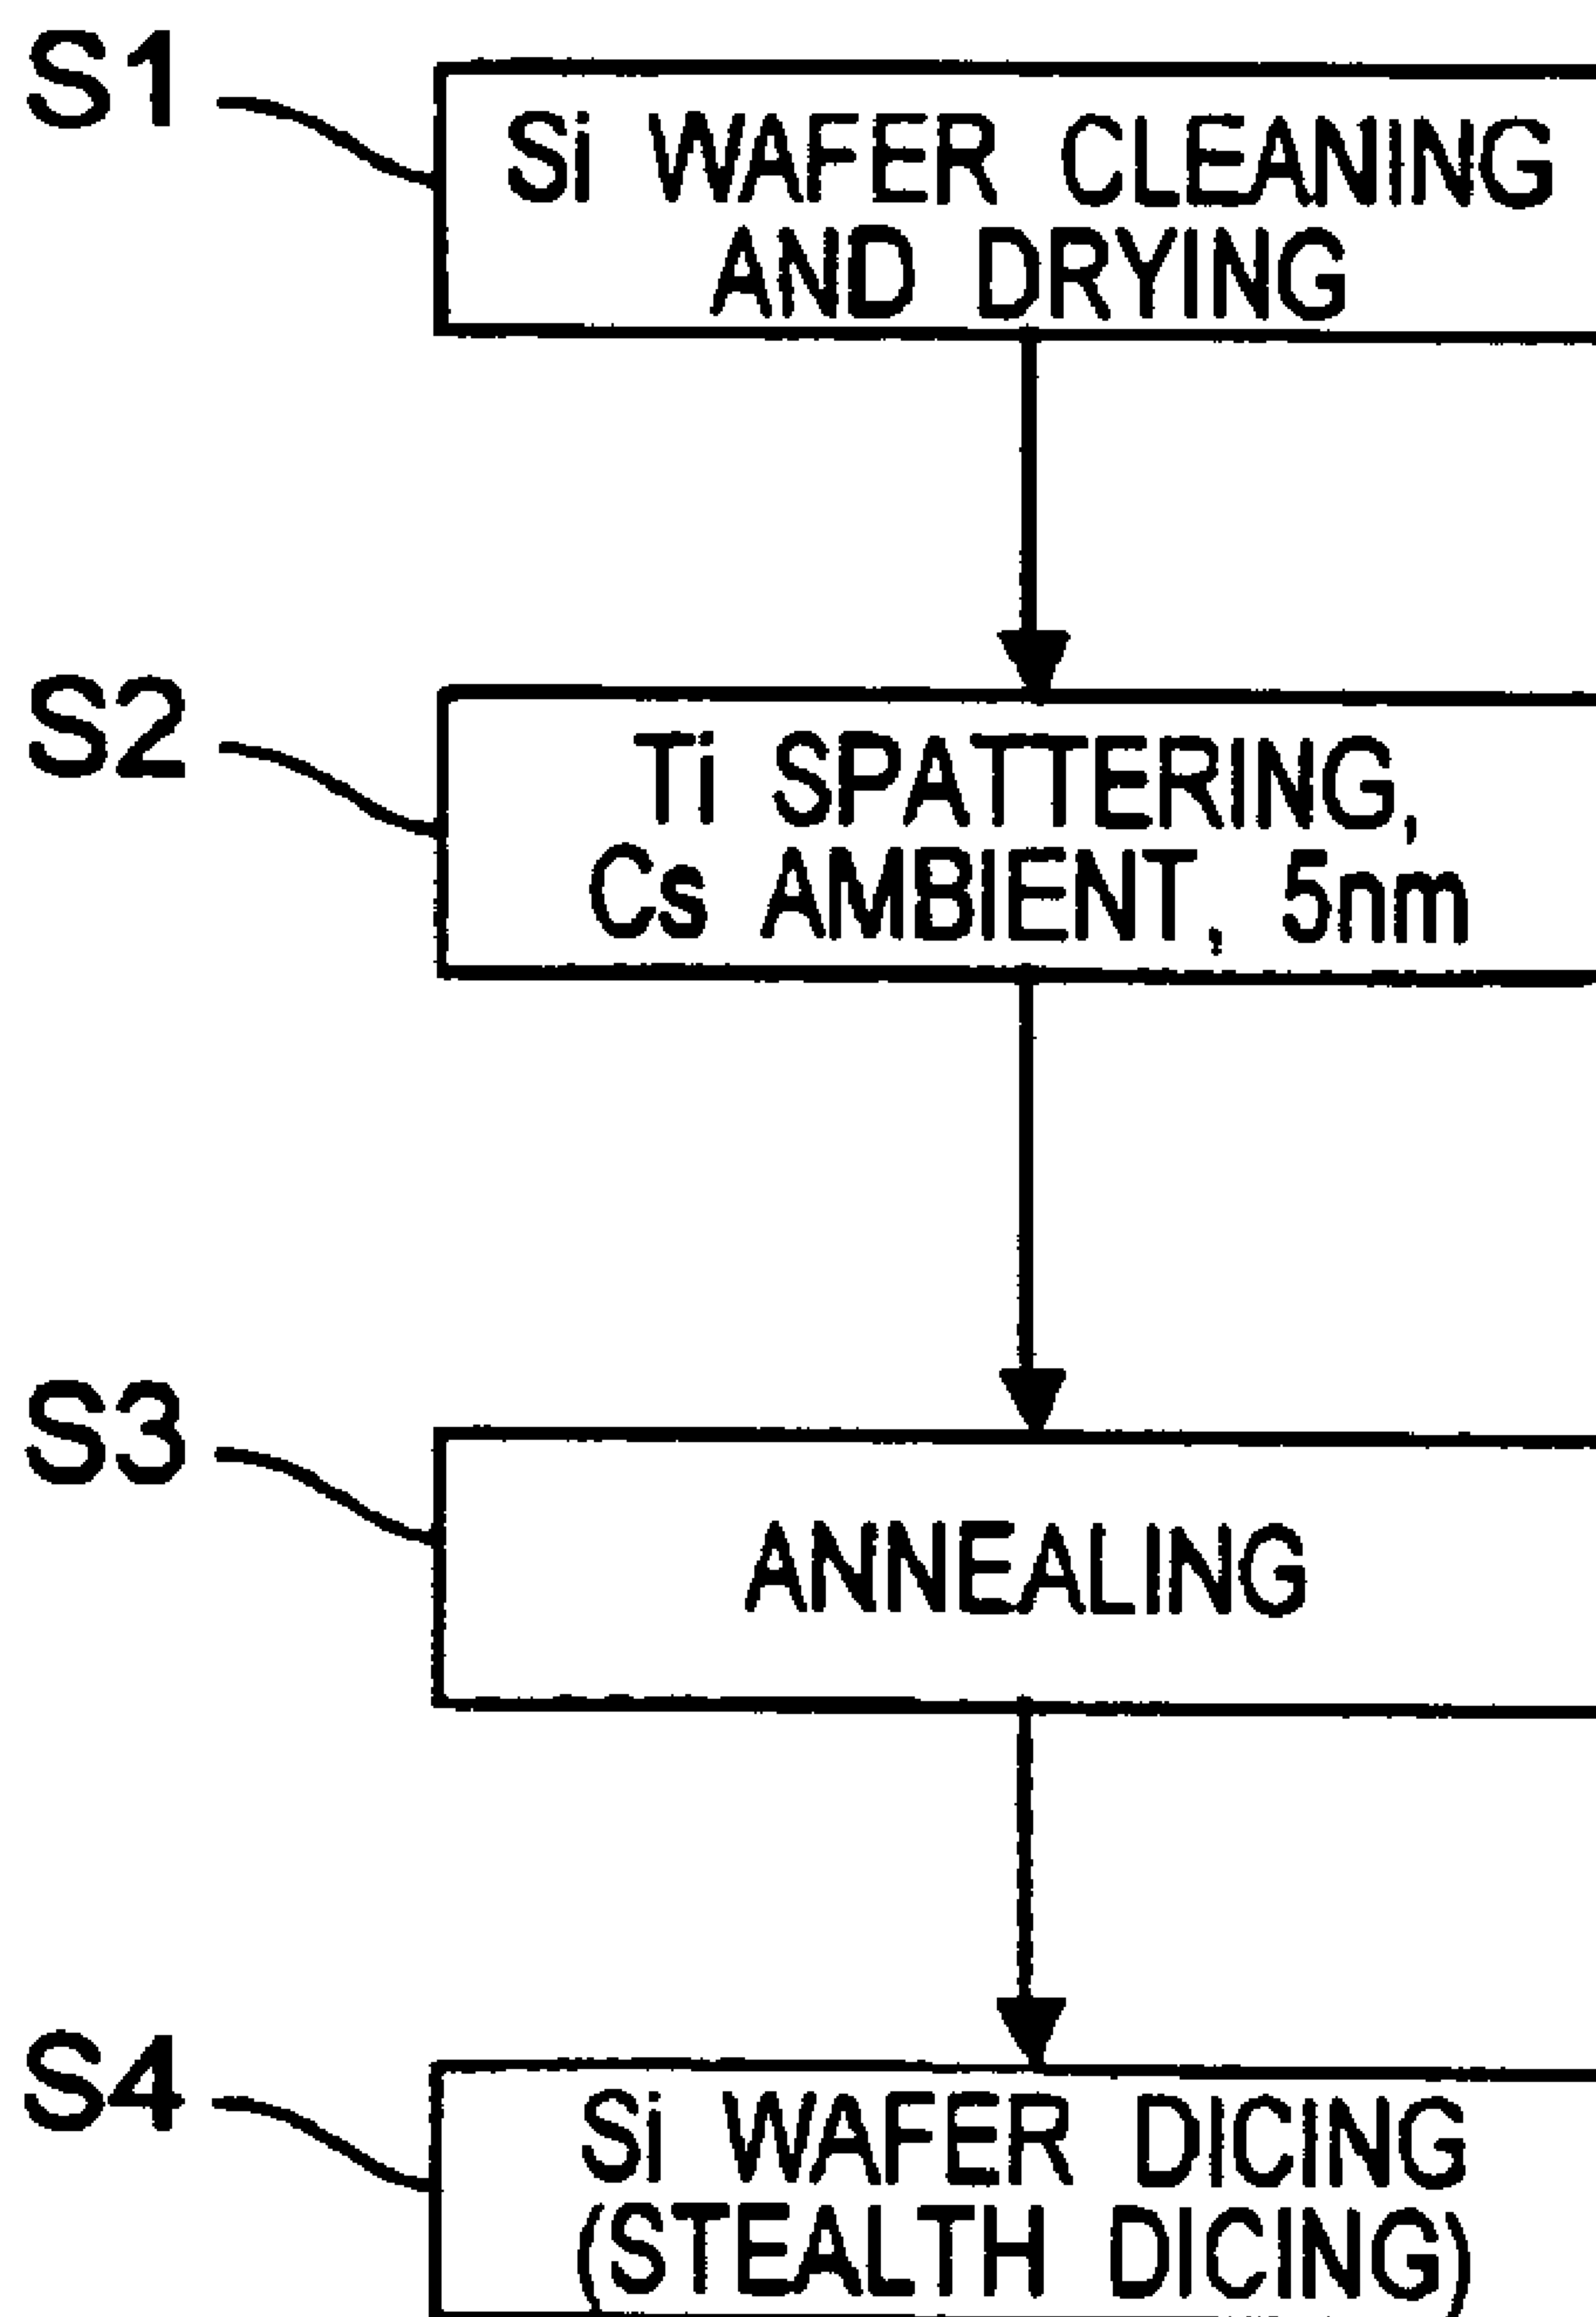 S1
Si WAFER CLEANING
AND DRYING
S2
Ti SPATTERING,
Cs AMBIENT, 5nm
S3
ANNEALING
S4
Si WAFER DICING
(STEALTH DICING)